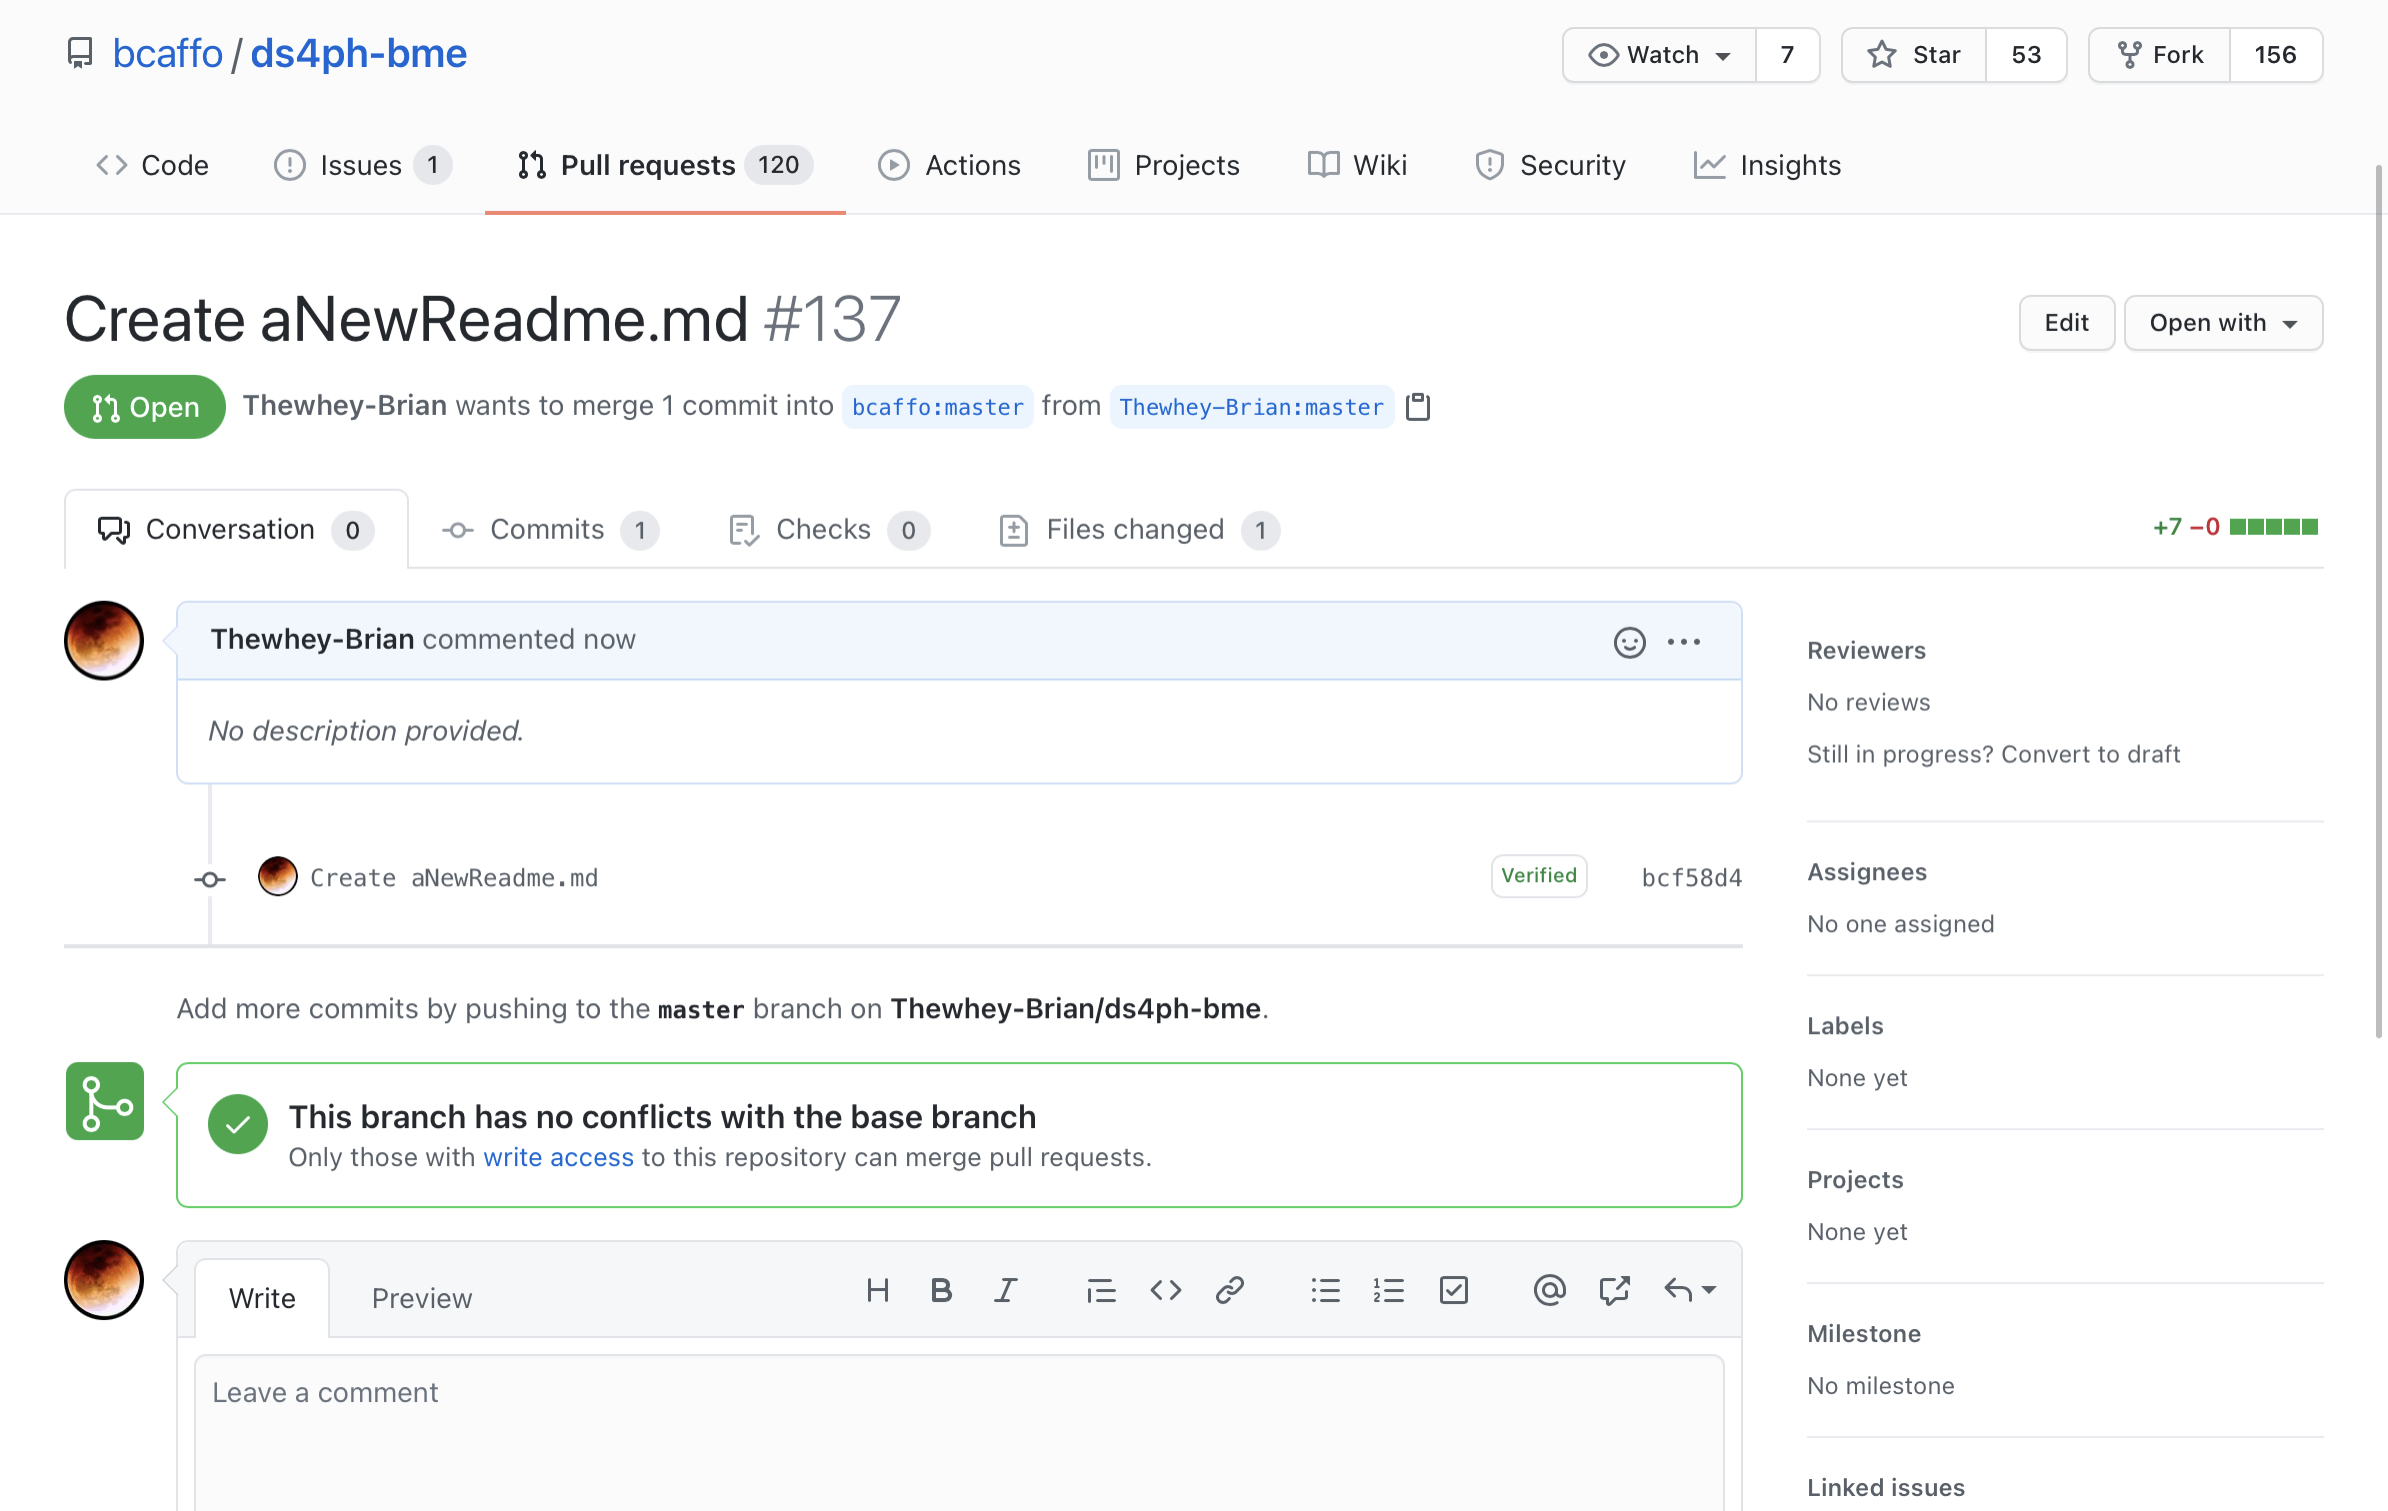 bcaffo / ds4ph-bme
Watch 7 Star 53 Fork 156
Code Issues 1 Pull requests 120 Actions Projects Wiki Security Insights
Create aNewReadme.md #137
Edit Open with
Open Thewhey-Brian wants to merge 1 commit into bcaffo:master from Thewhey-Brian:master
Conversation 0 Commits 1 Checks 0 Files changed 1 +7 −0
Thewhey-Brian commented now
No description provided.
Create aNewReadme.md Verified bcf58d4
Add more commits by pushing to the master branch on Thewhey-Brian/ds4ph-bme.
This branch has no conflicts with the base branch
Only those with write access to this repository can merge pull requests.
Write Preview
Leave a comment
Reviewers
No reviews
Still in progress? Convert to draft
Assignees
No one assigned
Labels
None yet
Projects
None yet
Milestone
No milestone
Linked issues